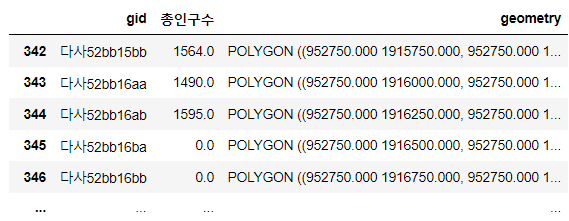 gid 총인구수 geometry
342 다사52bb15bb 1564.0 POLYGON ((952750.000 1915750.000, 952750.000 1...
343 다사52bb16aa 1490.0 POLYGON ((952750.000 1916000.000, 952750.000 1...
344 다사52bb16ab 1595.0 POLYGON ((952750.000 1916250.000, 952750.000 1...
345 다사52bb16ba 0.0 POLYGON ((952750.000 1916500.000, 952750.000 1...
346 다사52bb16bb 0.0 POLYGON ((952750.000 1916750.000, 952750.000 1...
... ... ... ...